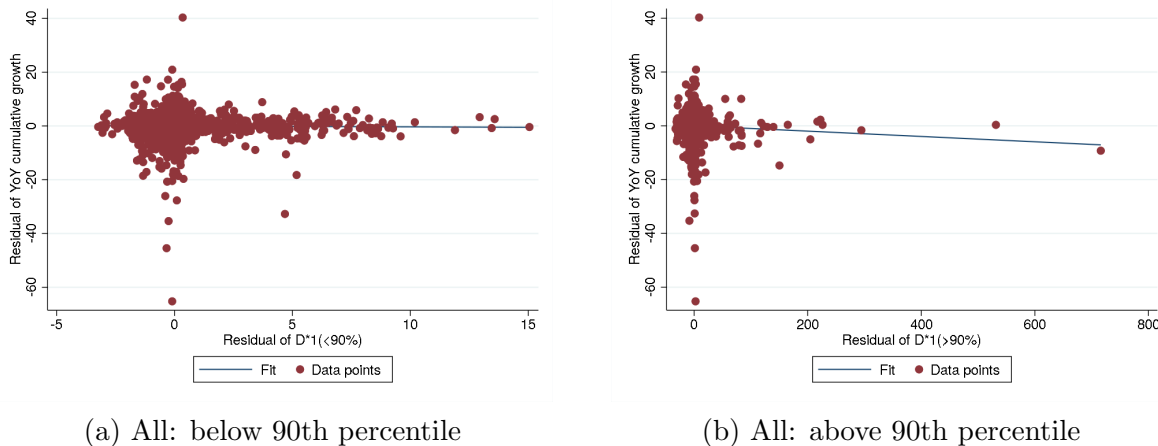 40
20
0
-20
-40
-60
Residual of YoY cumulative growth
-5 0 5 10 15
Residual of D*1(<90%)
Fit Data points
(a) All: below 90th percentile
40
20
0
-20
-40
-60
Residual of YoY cumulative growth
0 200 400 600 800
Residual of D*1(>90%)
Fit Data points
(b) All: above 90th percentile